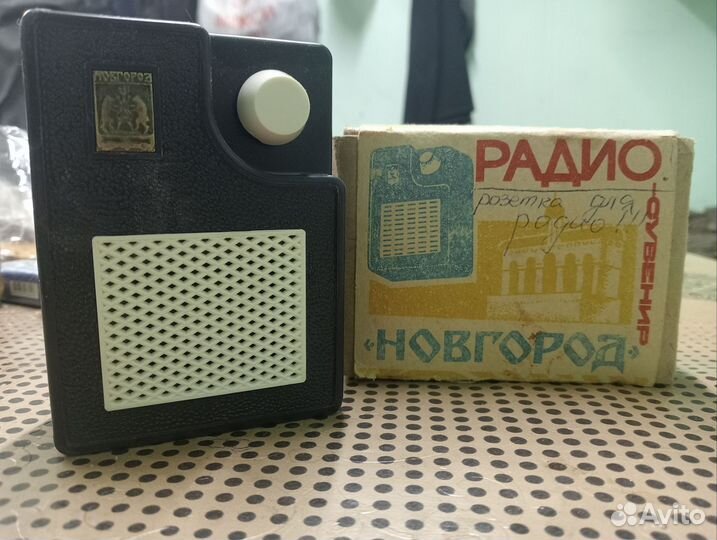 НОВГОРОД
РАДИО
-СУВЕНИР
розетка для
радио!!!
«НОВГОРОД»
Avito